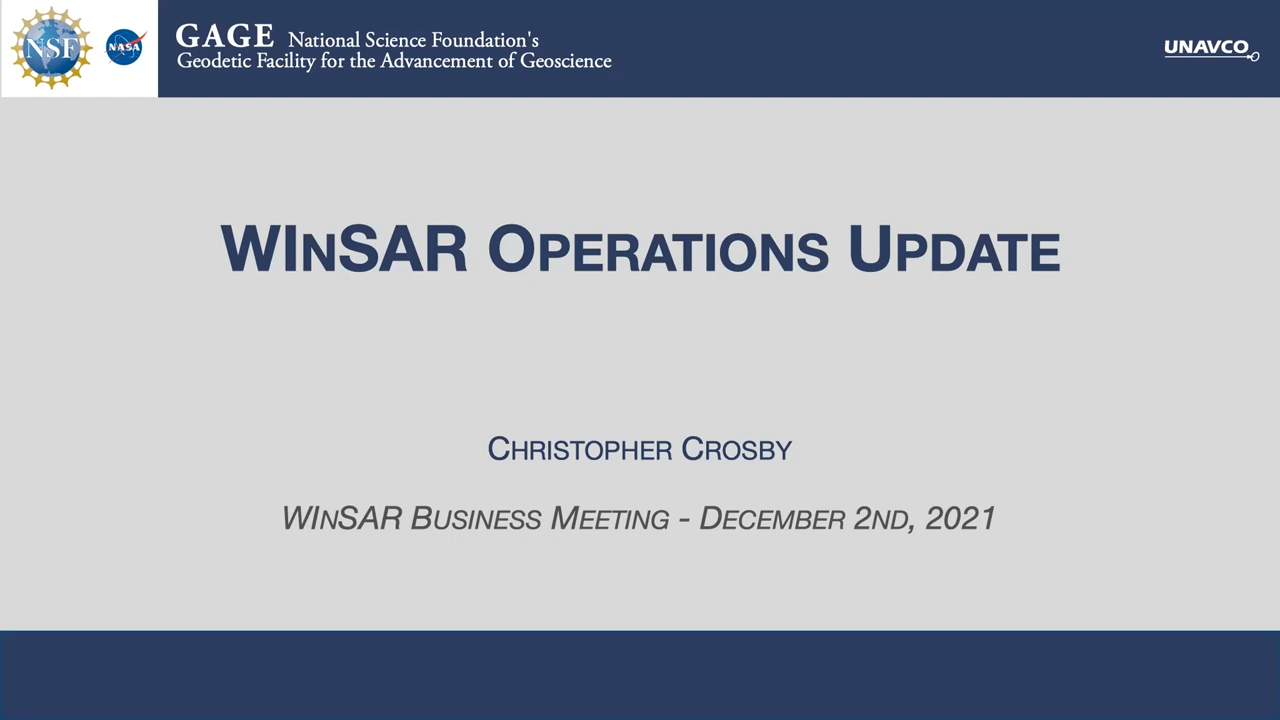 NSF
NASA
GAGE National Science Foundation's
Geodetic Facility for the Advancement of Geoscience
UNAVCO
WInSAR Operations Update
Christopher Crosby
WInSAR Business Meeting - December 2nd, 2021